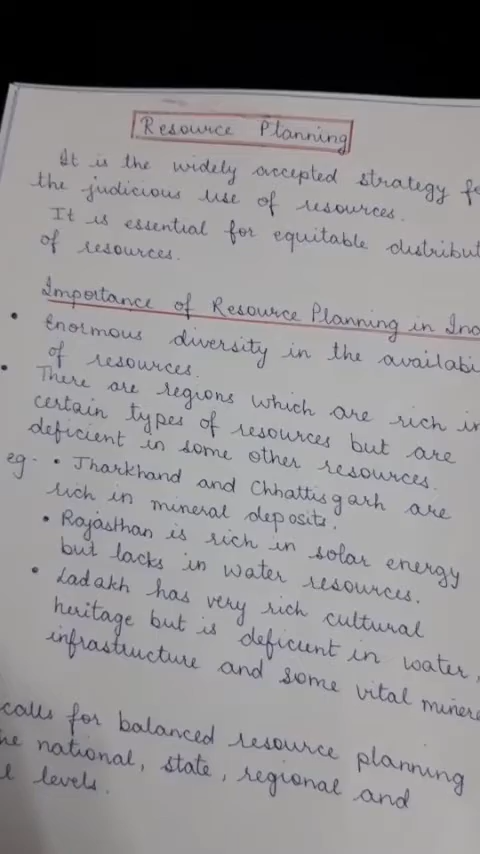 Resource Planning
It is the widely accepted strategy
the judicious use of resources.
It is essential for equitable
of resources.
Importance of Resource Planning in
• Enormous diversity in the
of resources.
• There are regions which are rich in
certain types of resources but are
deficient in some other resources.
eg. • Jharkhand and Chhattisgarh are
rich in mineral deposits.
• Rajasthan is rich in solar energy
but lacks in water resources.
• Ladakh has very rich cultural
heritage but is deficient in water,
infrastructure and some vital
calls for balanced resource planning
national, state, regional and
levels.